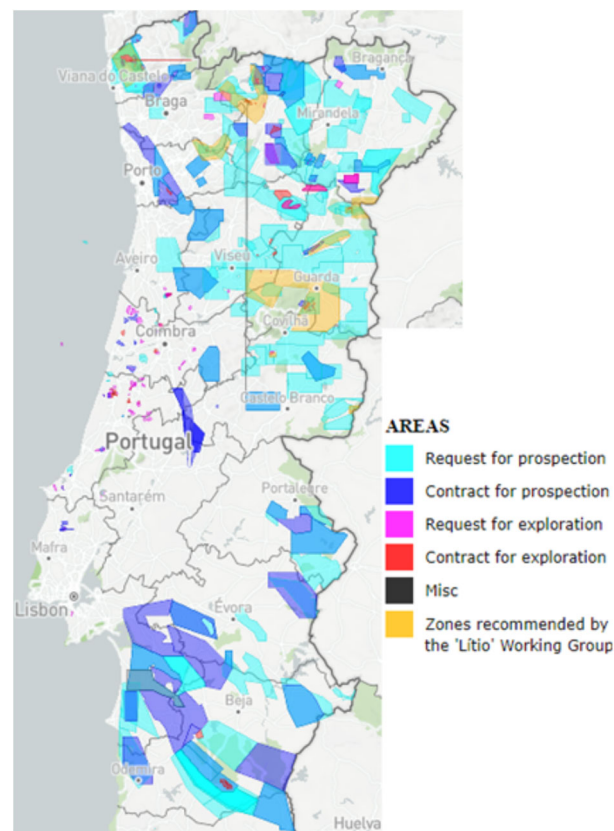 Bragança
Viana do Castelo
Braga
Mirandela
Porto
Aveiro
Viseu
Guarda
Covilhã
Coimbra
Castelo Branco
AREAS
Portugal
Request for prospection
Contract for prospection
Santarém
Portalegre
Request for exploration
Mafra
Contract for exploration
Misc
Lisbon
Évora
Zones recommended by
the 'Lítio' Working Group
Beja
Odemira
Huelva